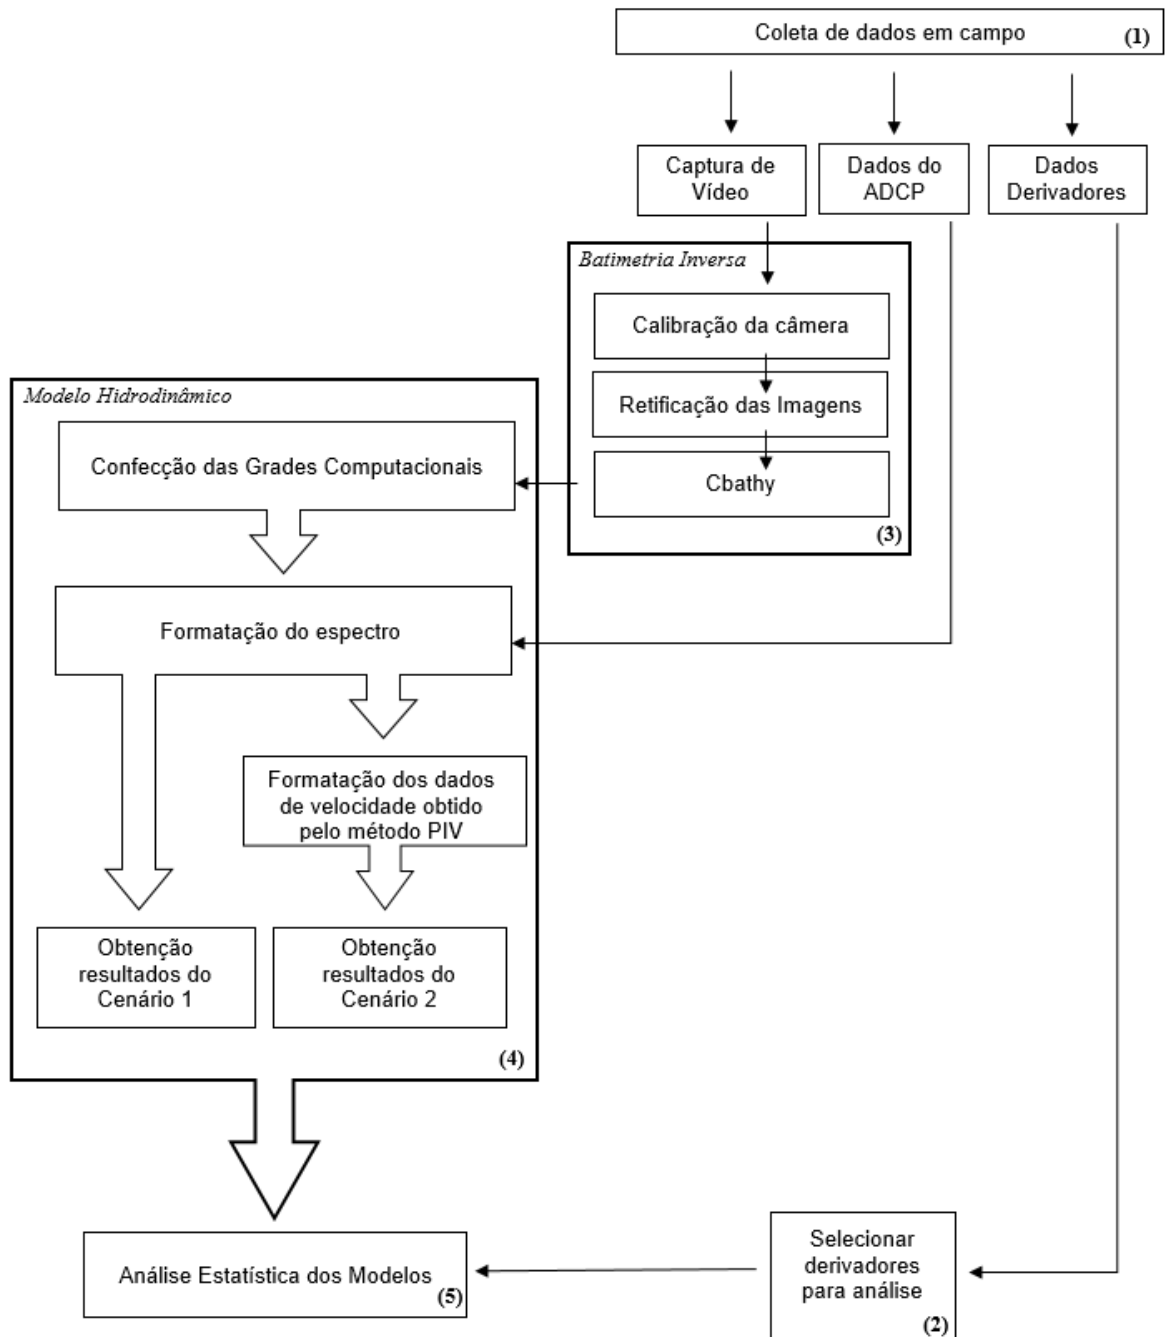 Coleta de dados em campo
(1)
Captura de
Vídeo
Dados do
ADCP
Dados
Derivadores
Batimetria Inversa
Calibração da câmera
Retificação das Imagens
Cbathy
(3)
Modelo Hidrodinâmico
Confecção das Grades Computacionais
Formatação do espectro
Formatação dos dados
de velocidade obtido
pelo método PIV
Obtenção
resultados do
Cenário 1
Obtenção
resultados do
Cenário 2
(4)
Selecionar
derivadores
para análise
(2)
Análise Estatística dos Modelos
(5)